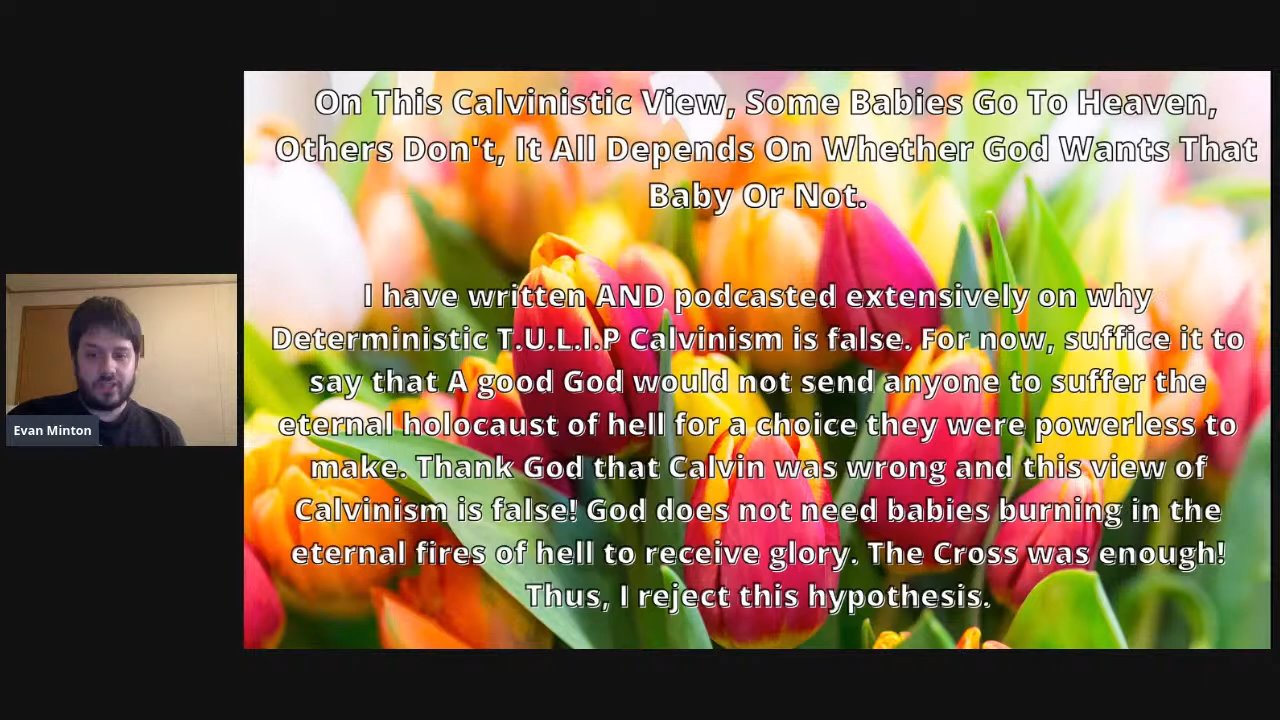 On This Calvinistic View, Some Babies Go To Heaven,
Others Don't, It All Depends On Whether God Wants That
Baby Or Not.
I have written AND podcasted extensively on why
Deterministic T.U.L.I.P Calvinism is false. For now, suffice it to
say that A good God would not send anyone to suffer the
eternal holocaust of hell for a choice they were powerless to
make. Thank God that Calvin was wrong and this view of
Calvinism is false! God does not need babies burning in the
eternal fires of hell to receive glory. The Cross was enough!
Thus, I reject this hypothesis.
Evan Minton